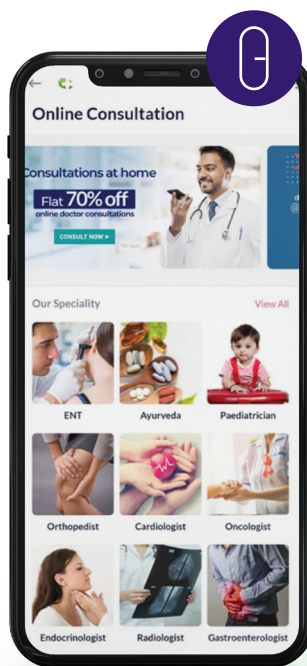 Online Consultation
Consultations at home
Flat 70% off
online doctor consultations
CONSULT NOW ►
Our Speciality
View All
ENT
Ayurveda
Paediatrician
Orthopedist
Cardiologist
Oncologist
Endocrinologist
Radiologist
Gastroenterologist